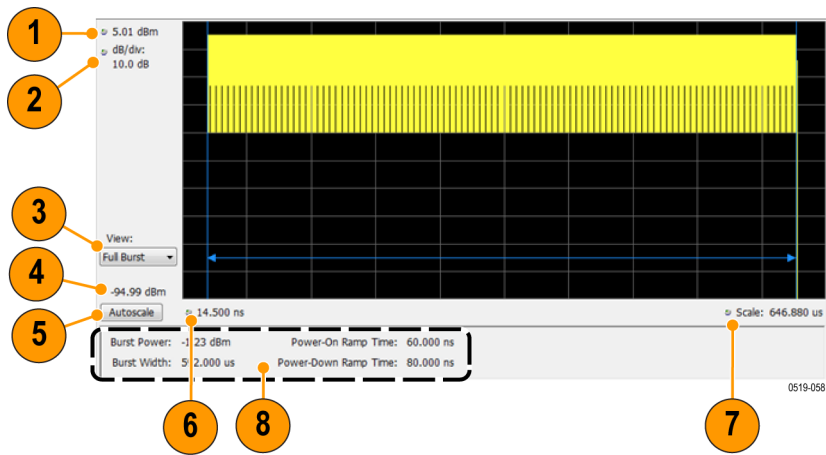 1
5.01 dBm
dB/div:
10.0 dB
2
3
View:
Full Burst
4
-94.99 dBm
5
Autoscale
14.500 ns
Scale: 646.880 us
Burst Power: dBm Power-On Ramp Time: 60.000 ns
Burst Width: us Power-Down Ramp Time: 80.000 ns
0519-058
6
8
7